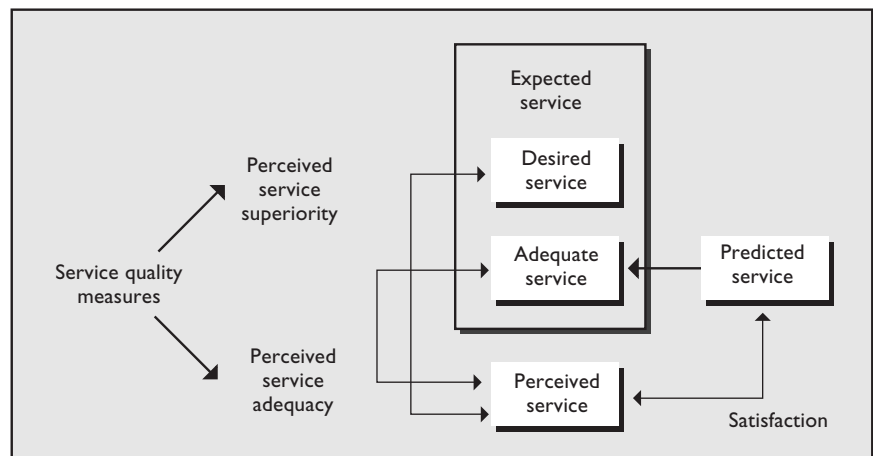 Expected
service
Desired
service
Perceived
service
superiority
Adequate
service
Predicted
service
Service quality
measures
Perceived
service
adequacy
Perceived
service
Satisfaction